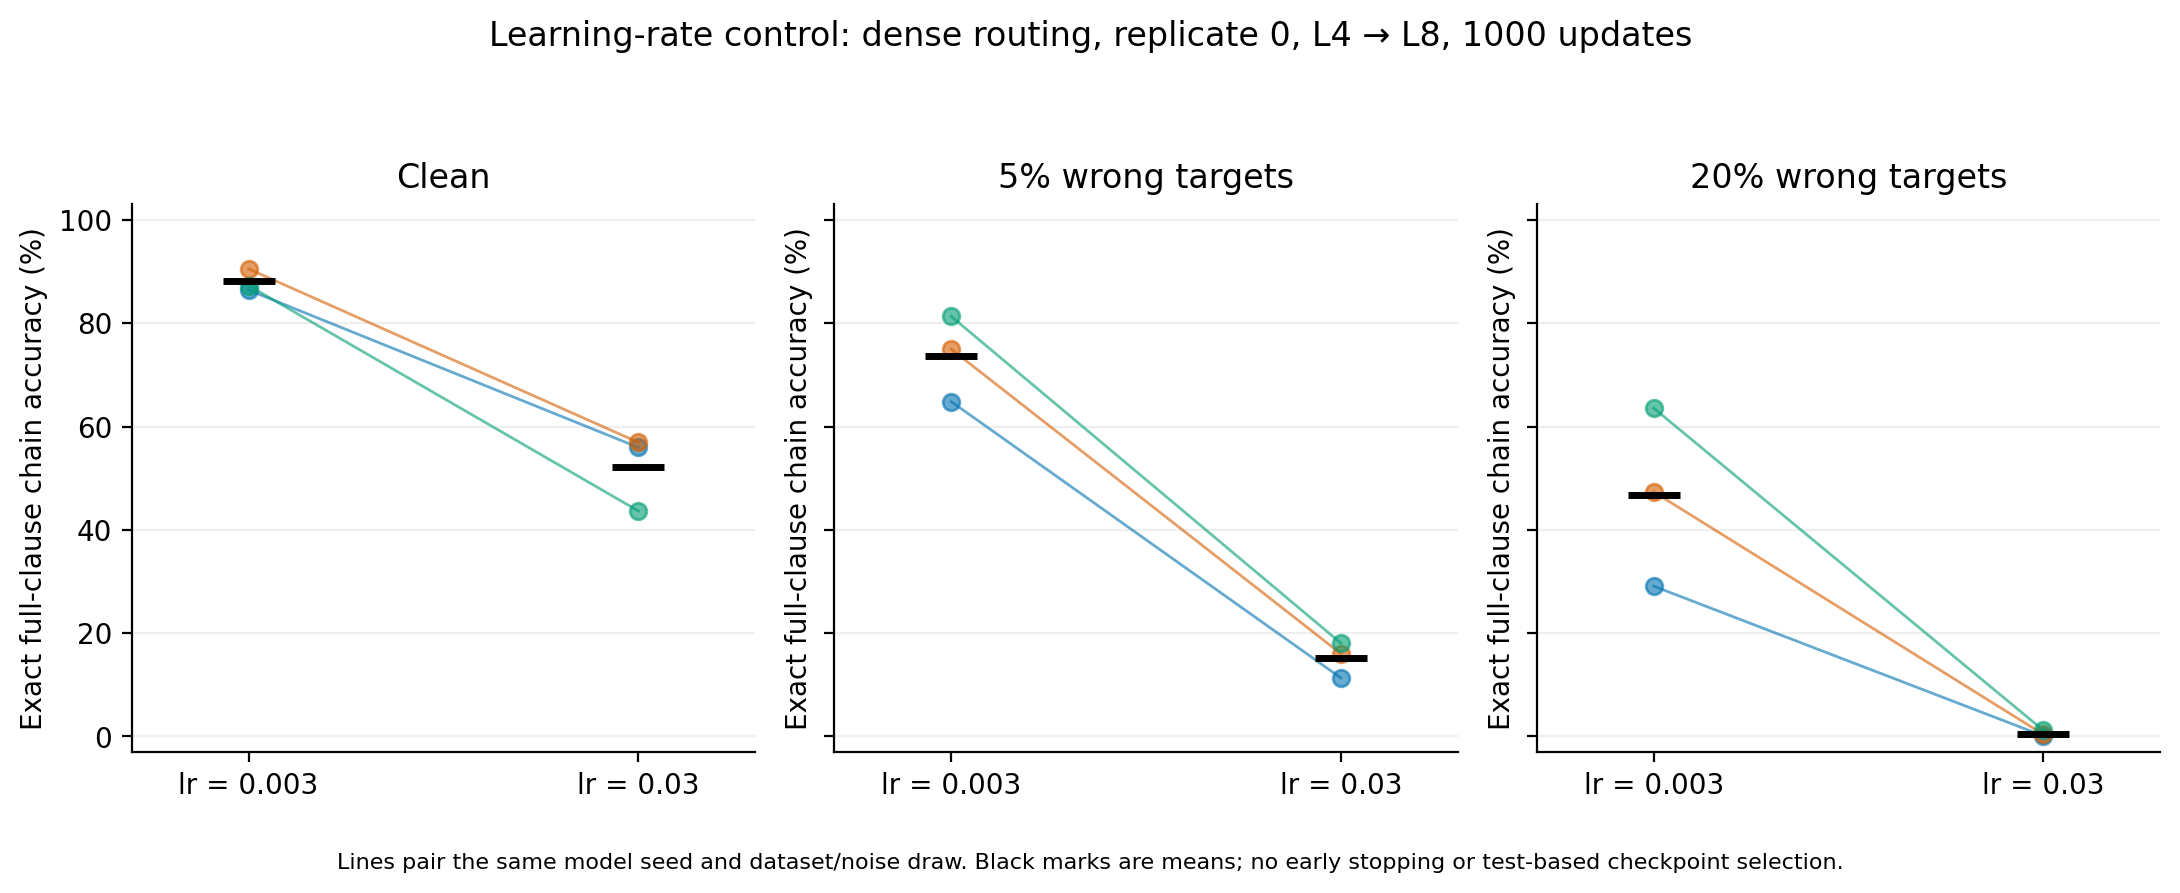 Learning-rate control: dense routing, replicate 0, L4 → L8, 1000 updates
Clean
Exact full-clause chain accuracy (%)
100
80
60
40
20
0
lr = 0.003
lr = 0.03
5% wrong targets
Exact full-clause chain accuracy (%)
lr = 0.003
lr = 0.03
20% wrong targets
Exact full-clause chain accuracy (%)
lr = 0.003
lr = 0.03
Lines pair the same model seed and dataset/noise draw. Black marks are means; no early stopping or test-based checkpoint selection.